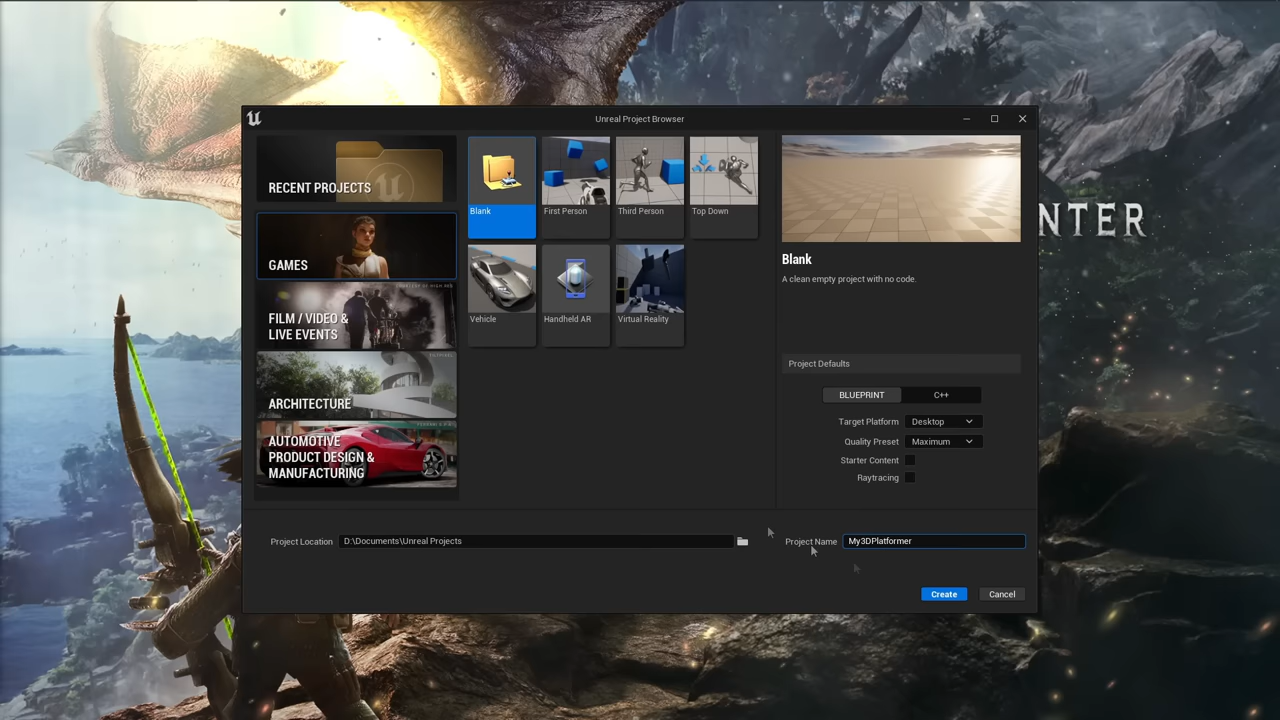 Unreal Project Browser
RECENT PROJECTS
GAMES
FILM / VIDEO &
LIVE EVENTS
ARCHITECTURE
AUTOMOTIVE
PRODUCT DESIGN &
MANUFACTURING
Blank
First Person
Third Person
Top Down
Vehicle
Handheld AR
Virtual Reality
Blank
A clean empty project with no code.
Project Defaults
BLUEPRINT
C++
Target Platform
Desktop
Quality Preset
Maximum
Starter Content
Raytracing
Project Location
D:\Documents\Unreal Projects
Project Name
My3DPlatformer
Create
Cancel
NTER